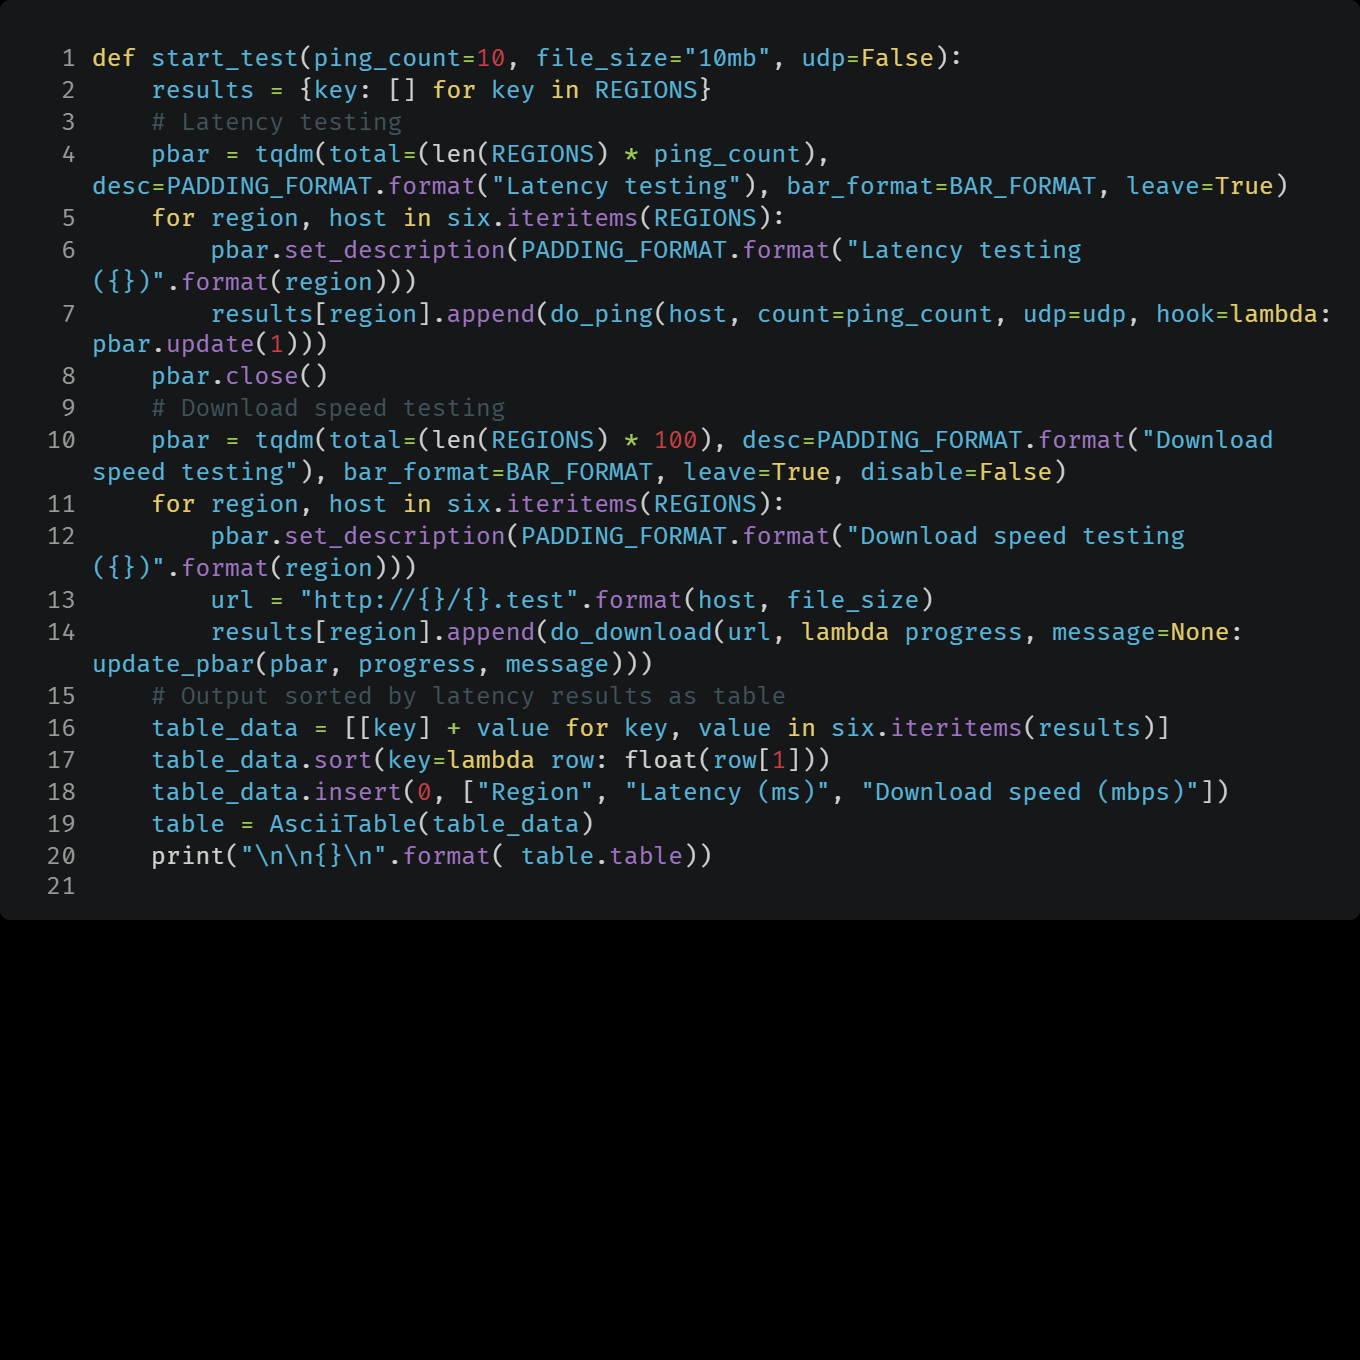 1 def start_test(ping_count=10, file_size="10mb", udp=False):
2     results = {key: [] for key in REGIONS}
3     # Latency testing
4     pbar = tqdm(total=(len(REGIONS) * ping_count),
desc=PADDING_FORMAT.format("Latency testing"), bar_format=BAR_FORMAT, leave=True)
5     for region, host in six.iteritems(REGIONS):
6         pbar.set_description(PADDING_FORMAT.format("Latency testing
({})".format(region)))
7         results[region].append(do_ping(host, count=ping_count, udp=udp, hook=lambda:
pbar.update(1)))
8     pbar.close()
9     # Download speed testing
10     pbar = tqdm(total=(len(REGIONS) * 100), desc=PADDING_FORMAT.format("Download
speed testing"), bar_format=BAR_FORMAT, leave=True, disable=False)
11     for region, host in six.iteritems(REGIONS):
12         pbar.set_description(PADDING_FORMAT.format("Download speed testing
({})".format(region)))
13         url = "http://{}/{}.test".format(host, file_size)
14         results[region].append(do_download(url, lambda progress, message=None:
update_pbar(pbar, progress, message)))
15     # Output sorted by latency results as table
16     table_data = [[key] + value for key, value in six.iteritems(results)]
17     table_data.sort(key=lambda row: float(row[1]))
18     table_data.insert(0, ["Region", "Latency (ms)", "Download speed (mbps)"])
19     table = AsciiTable(table_data)
20     print("\n\n{}\n".format( table.table))
21